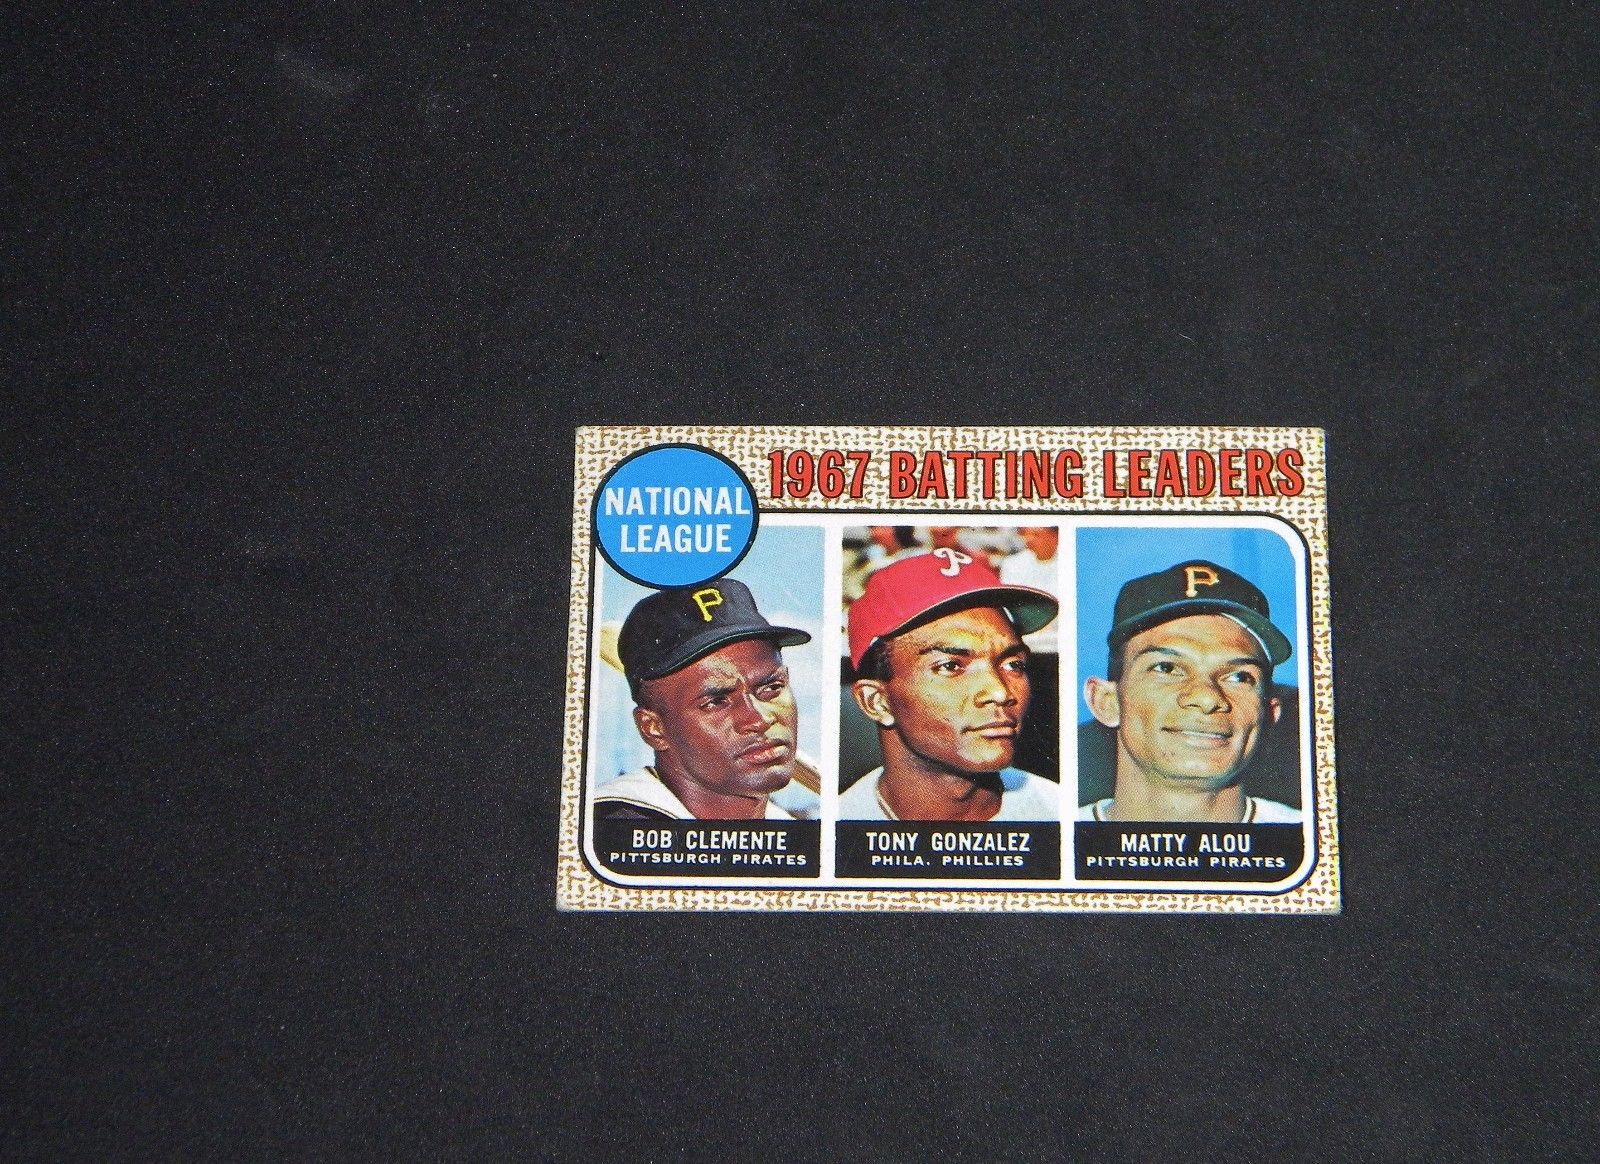 1967 BATTING LEADERS
NATIONAL
LEAGUE
P
P
P
BOB CLEMENTE
PITTSBURGH PIRATES
TONY GONZALEZ
PHILA. PHILLIES
MATTY ALOU
PITTSBURGH PIRATES